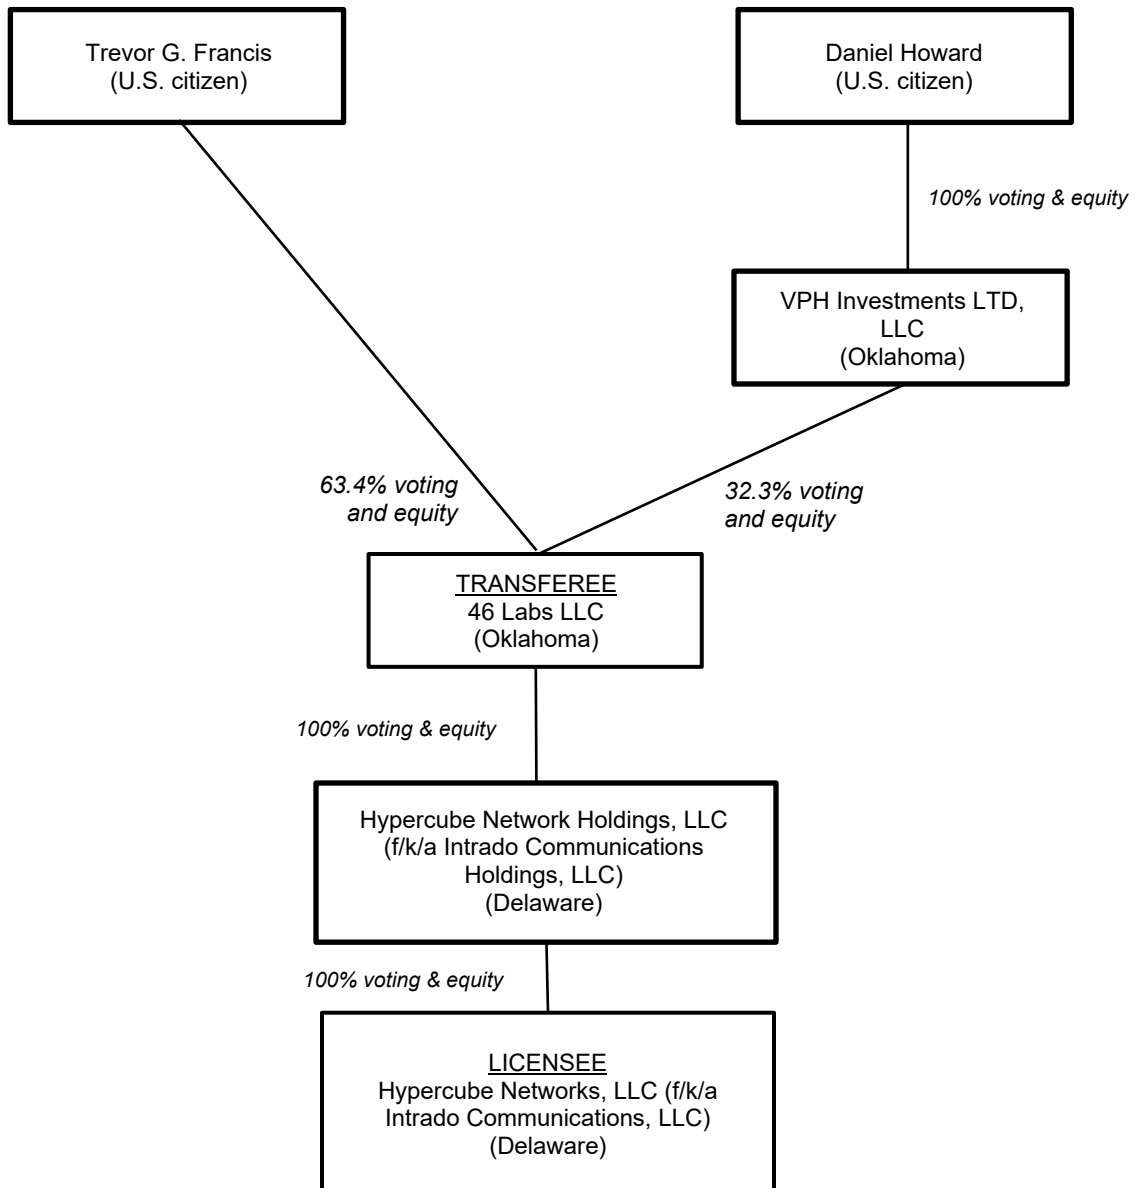 Trevor G. Francis
(U.S. citizen)
Daniel Howard
(U.S. citizen)
100% voting & equity
VPH Investments LTD,
LLC
(Oklahoma)
63.4% voting
and equity
32.3% voting
and equity
TRANSFEREE
46 Labs LLC
(Oklahoma)
100% voting & equity
Hypercube Network Holdings, LLC
(f/k/a Intrado Communications
Holdings, LLC)
(Delaware)
100% voting & equity
LICENSEE
Hypercube Networks, LLC (f/k/a
Intrado Communications, LLC)
(Delaware)